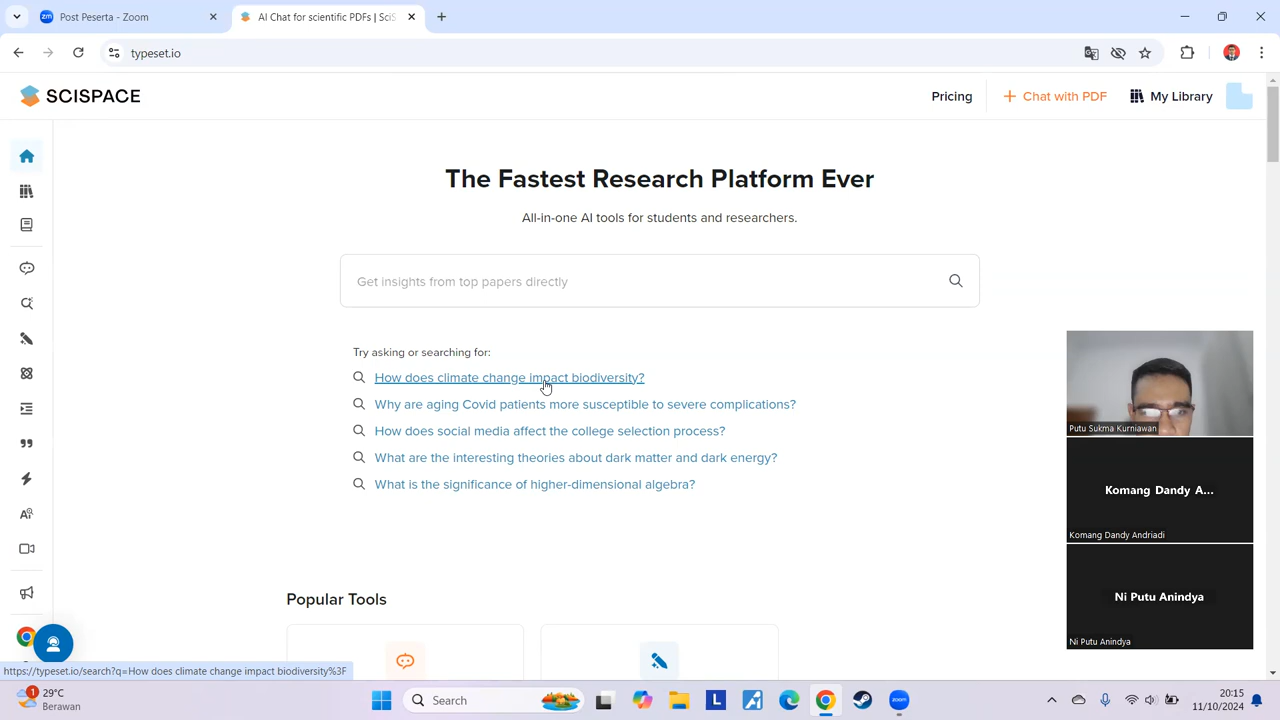 Post Peserta - Zoom
AI Chat for scientific PDFs | SciS
typeset.io
SCISPACE
Pricing
Chat with PDF
My Library
The Fastest Research Platform Ever
All-in-one AI tools for students and researchers.
Get insights from top papers directly
Try asking or searching for:
How does climate change impact biodiversity?
Why are aging Covid patients more susceptible to severe complications?
How does social media affect the college selection process?
What are the interesting theories about dark matter and dark energy?
What is the significance of higher-dimensional algebra?
Popular Tools
Putu Sukma Kurniawan
Komang Dandy A...
Komang Dandy Andriadi
Ni Putu Anindya
Ni Putu Anindya
https://typeset.io/search?q=How does climate change impact biodiversity%3F
1
29°C
Berawan
Search
zoom
20:15
11/10/2024